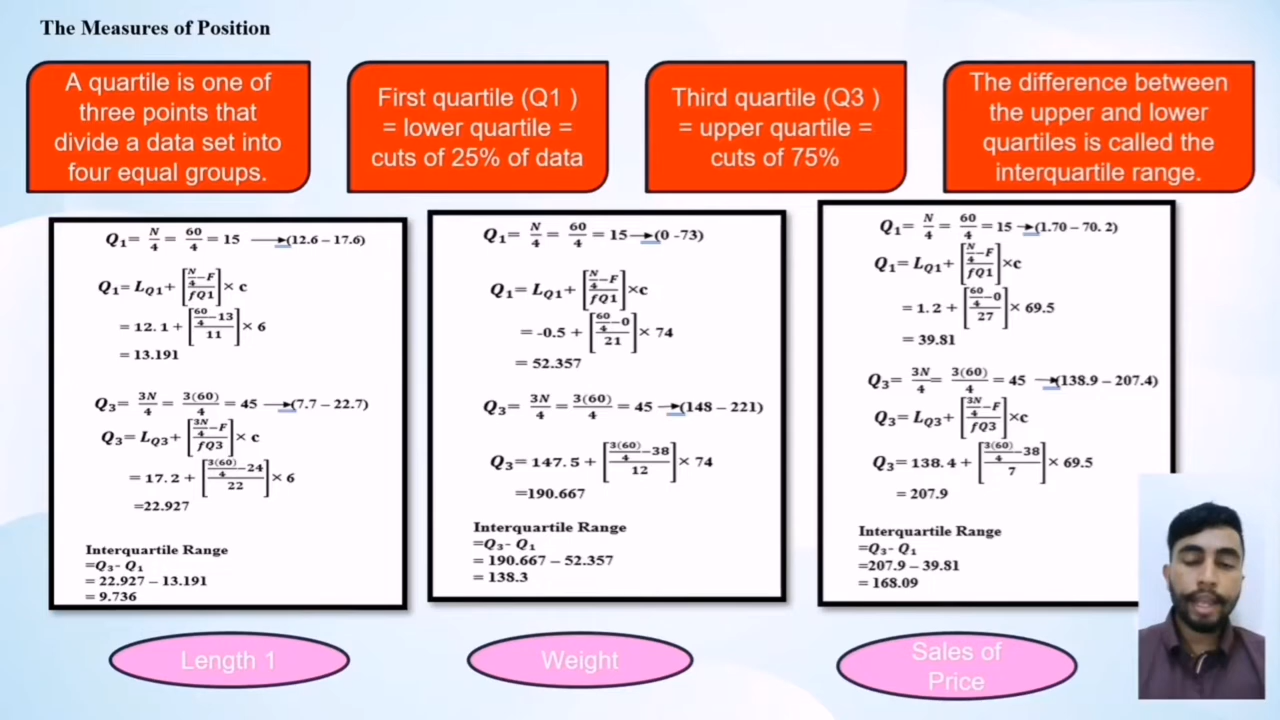 The Measures of Position
A quartile is one of
three points that
divide a data set into
four equal groups.
First quartile (Q1 )
= lower quartile =
cuts of 25% of data
Third quartile (Q3 )
= upper quartile =
cuts of 75%
The difference between
the upper and lower
quartiles is called the
interquartile range.
Q₁= N/4 = 60/4 = 15 →(12.6 – 17.6)
Q₁= L_Q1+ [(N/4 –F)/fQ1] × c
= 12. 1 + [(60/4 –13)/11] × 6
= 13.191
Q₃= 3N/4 = 3(60)/4 = 45 →(7.7 – 22.7)
Q₃= L_Q3+ [(3N/4 –F)/fQ3] × c
= 17.2 + [(3(60)/4 –24)/22] × 6
=22.927
Interquartile Range
=Q₃- Q₁
= 22.927 – 13.191
= 9.736
Q₁= N/4 = 60/4 = 15→(0 -73)
Q₁= L_Q1+ [(N/4 –F)/fQ1] ×c
= -0.5 + [(60/4 –0)/21] × 74
= 52.357
Q₃= 3N/4 = 3(60)/4 = 45 →(148 – 221)
Q₃= 147.5 + [(3(60)/4 –38)/12] × 74
=190.667
Interquartile Range
=Q₃- Q₁
= 190.667 – 52.357
= 138.3
Q₁= N/4 = 60/4 = 15 →(1.70 – 70. 2)
Q₁= L_Q1+ [(N/4 –F)/fQ1] ×c
= 1.2 + [(60/4 –0)/27] × 69.5
= 39.81
Q₃= 3N/4 = 3(60)/4 = 45 →(138.9 – 207.4)
Q₃= L_Q3+ [(3N/4 –F)/fQ3] ×c
Q₃= 138.4 + [(3(60)/4 –38)/7] × 69.5
= 207.9
Interquartile Range
=Q₃ - Q₁
=207.9 – 39.81
= 168.09
Length 1
Weight
Sales of
Price